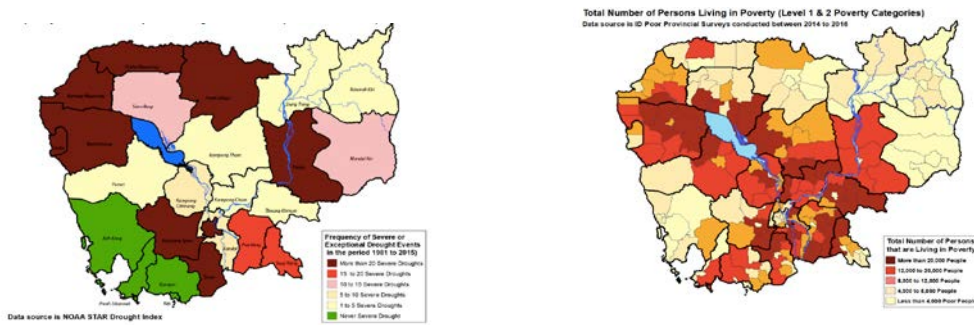 Total Number of Persons Living in Poverty (Level 1 & 2 Poverty Categories)
Data source is ID Poor Provincial Surveys conducted between 2014 to 2016
Siem Reap
Stung Treng
Ratanak Kiri
Mondul Kiri
Kampong Thom
Kampong Cham
Kampong Chhnang
Kampong Speu
Koh Kong
Kampot
Frequency of Severe or
Exceptional Drought Events
in the period 1981 to 2015)
More than 20 Severe Droughts
15 to 20 Severe Droughts
10 to 15 Severe Droughts
5 to 10 Severe Droughts
1 to 5 Severe Droughts
Never Severe Drought
Data source is NOAA STAR Drought Index
Total Number of Persons
that are Living in Poverty
More than 20,000 People
12,000 to 20,000 People
8,000 to 12,000 People
4,000 to 8,000 People
Less than 4,000 Poor People